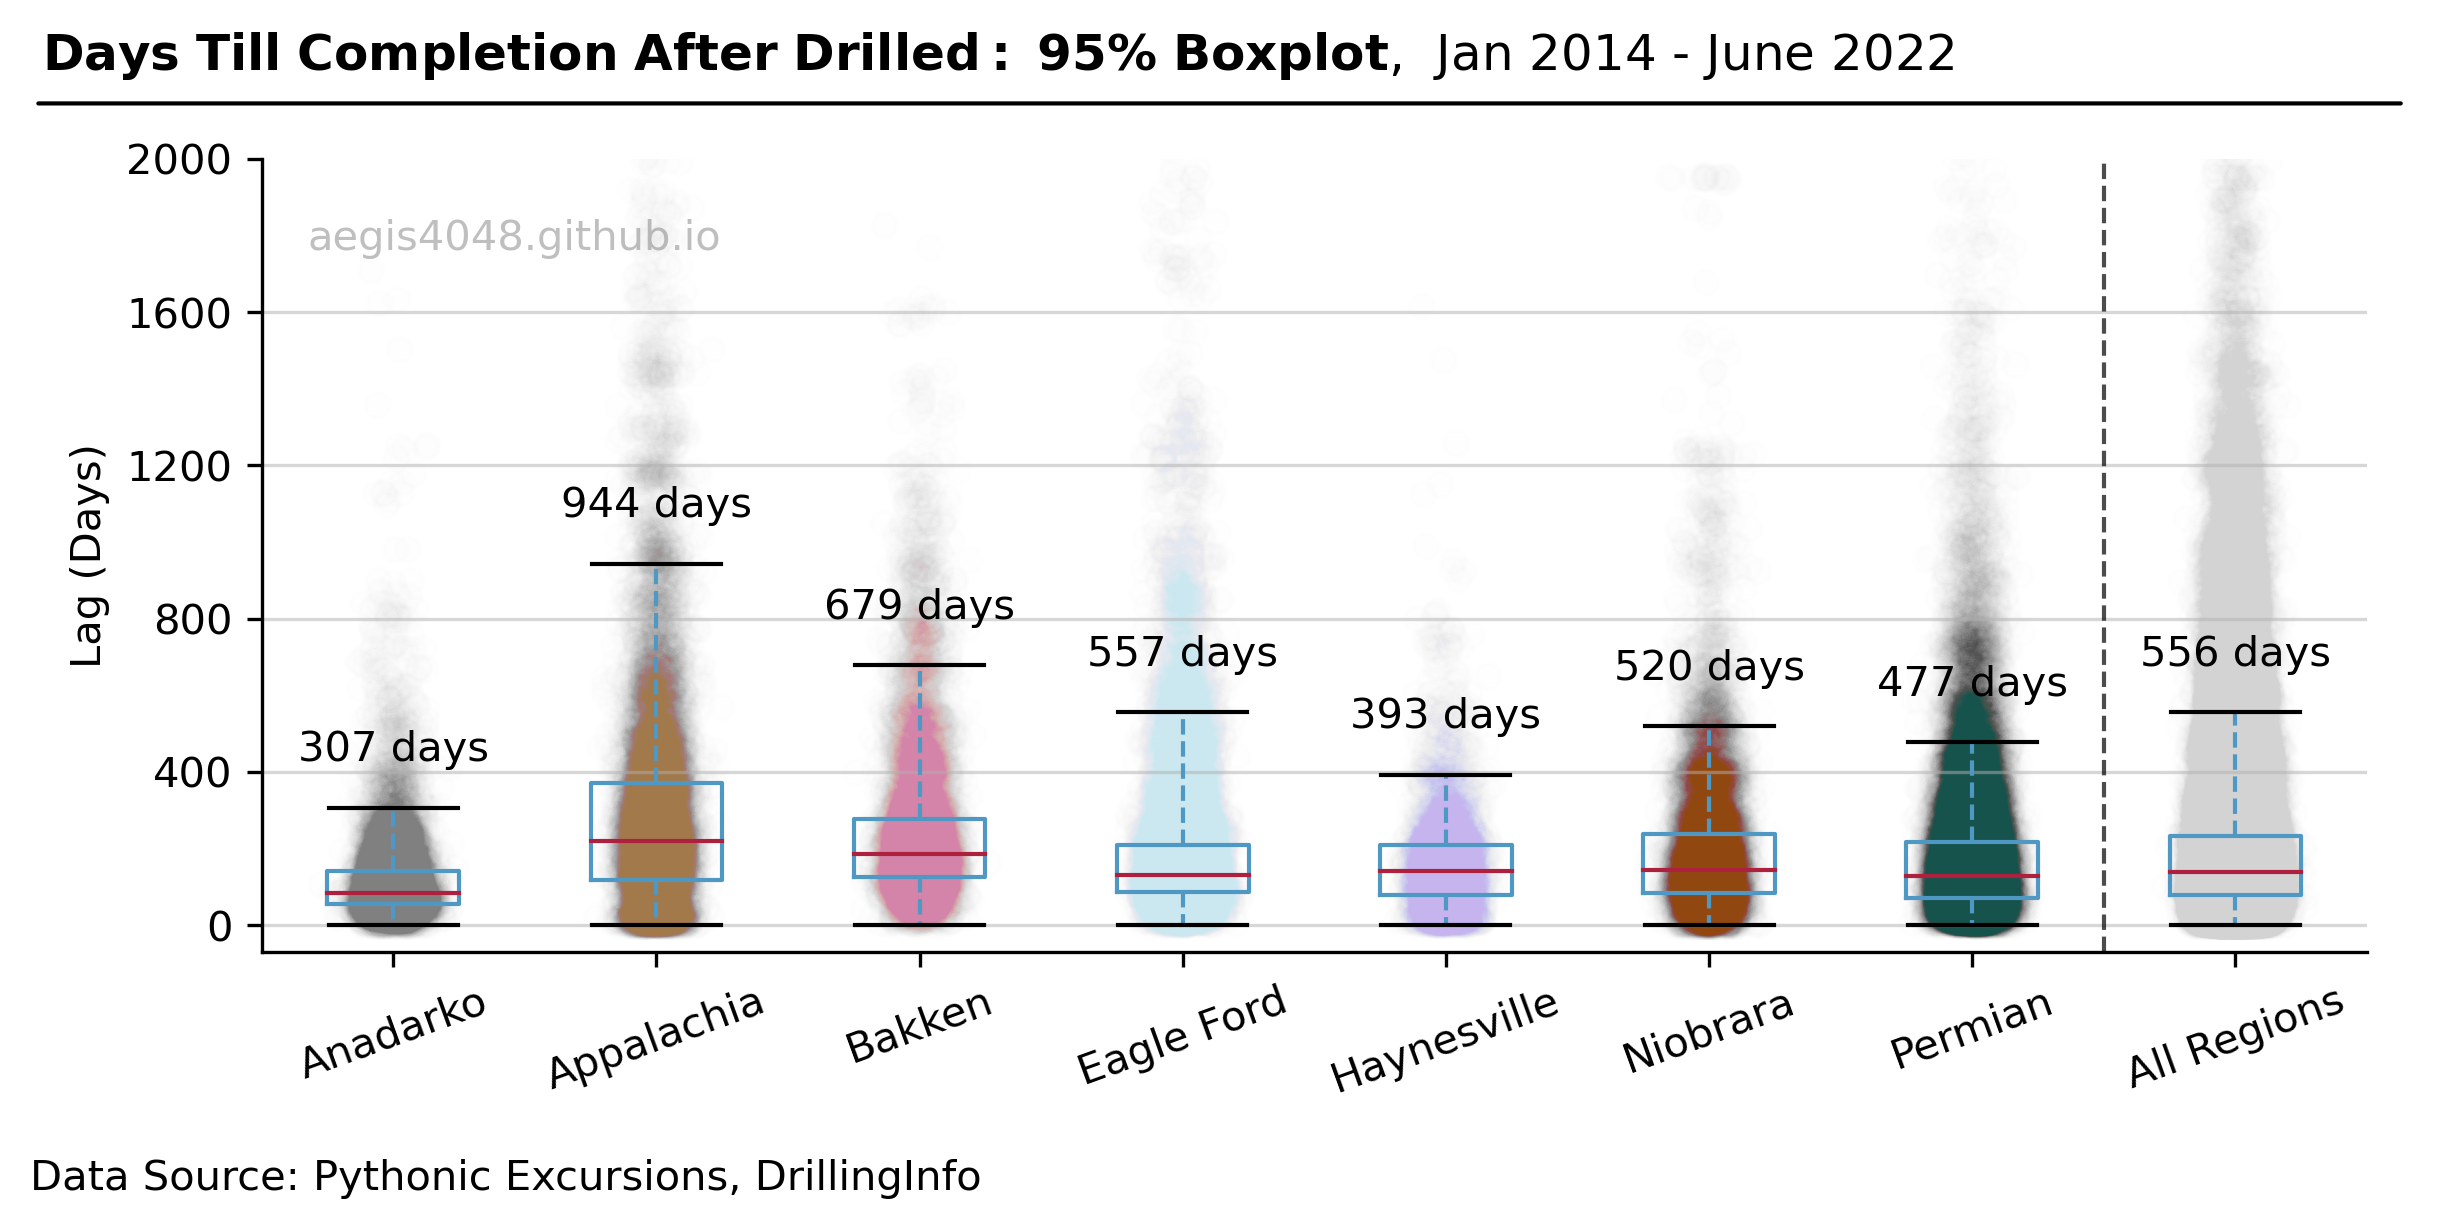 Days Till Completion After Drilled: 95% Boxplot, Jan 2014 - June 2022
2000
aegis4048.github.io
1600
1200
944 days
Lag (Days)
800
679 days
557 days
520 days
556 days
477 days
393 days
307 days
400
0
Anadarko
Appalachia
Bakken
Eagle Ford
Haynesville
Niobrara
Permian
All Regions
Data Source: Pythonic Excursions, DrillingInfo